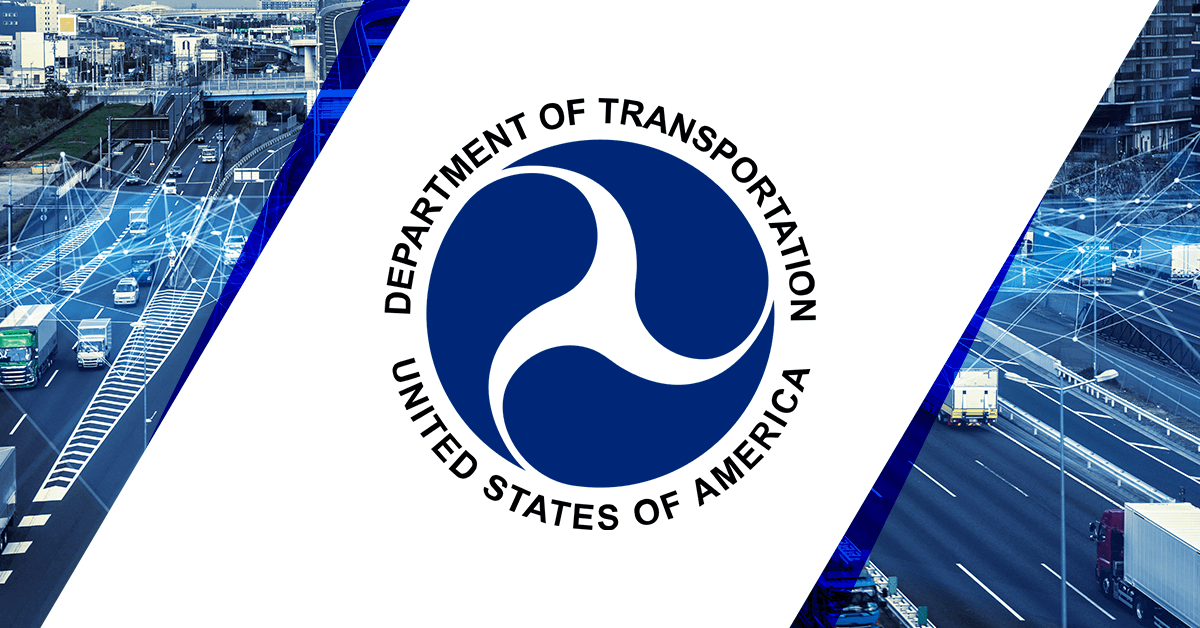 DEPARTMENT OF TRANSPORTATION
UNITED STATES OF AMERICA